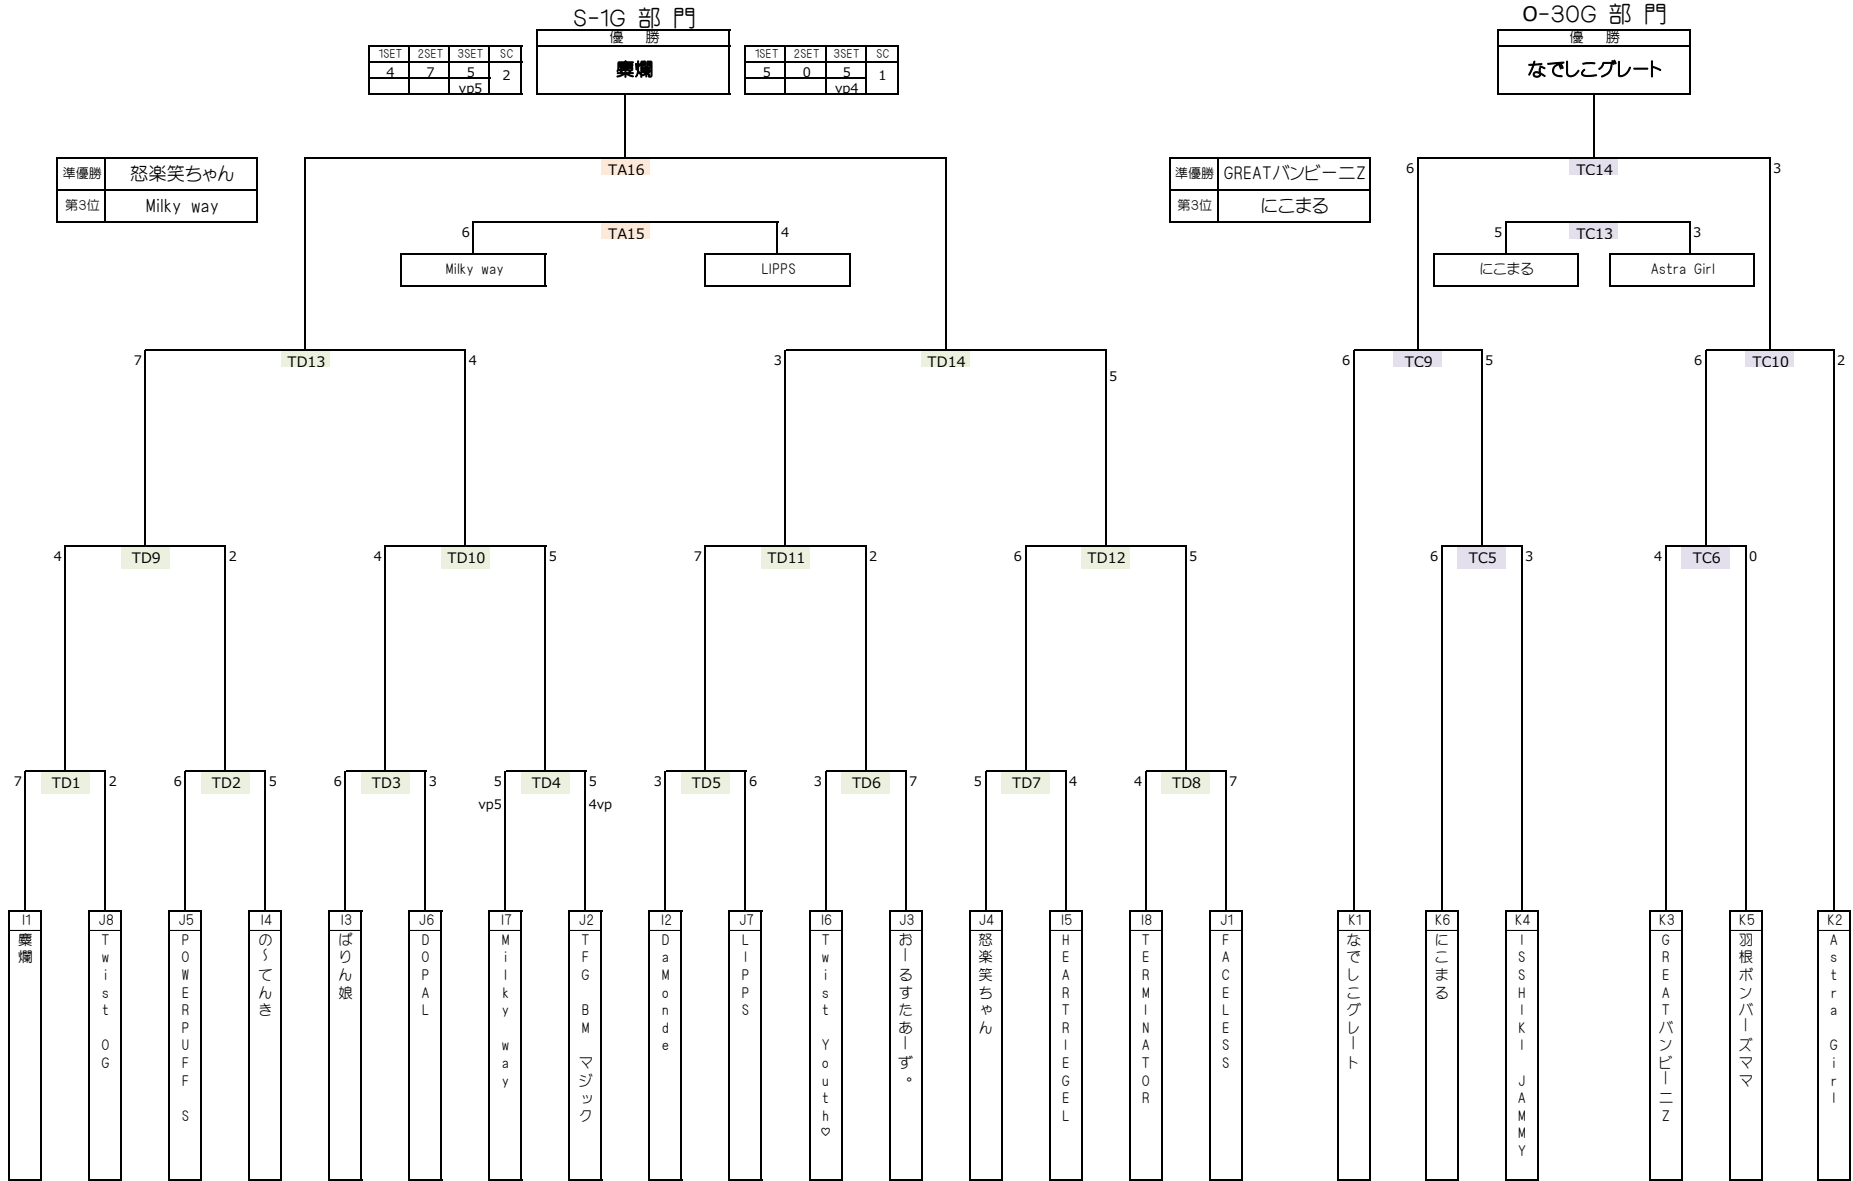 S-1G 部 門
O-30G 部 門
優 勝
麋爛
1SET 2SET 3SET SC
4 7 5 2
vp5
1SET 2SET 3SET SC
5 0 5 1
vp4
優 勝
なでしこグレート
準優勝 怒楽笑ちゃん
第3位 Milky way
TA16
準優勝 GREATバンビーニZ
第3位 にこまる
6 TC14 3
6 TA15 4
Milky way LIPPS
5 TC13 3
にこまる Astra Girl
7 TD13 4
3 TD14 5
6 TC9 5
6 TC10 2
4 TD9 2
4 TD10 5
7 TD11 2
6 TD12 5
6 TC5 3
4 TC6 0
7 TD1 2
6 TD2 5
6 TD3 3
5 TD4 5
vp5 4vp
3 TD5 6
3 TD6 7
5 TD7 4
4 TD8 7
I1 麋爛
J8 Twist OG
J5 POWERPUFF S
I4 の～てんき
I3 ぱりん娘
J6 DOPAL
I7 Milky way
J2 TFG BM マジック
I2 DaMonde
J7 LIPPS
I6 Twist Youth♡
J3 おーるすたあーず。
J4 怒楽笑ちゃん
I5 HEARTRIEGEL
I8 TERMINATOR
J1 FACELESS
K1 なでしこグレート
K6 にこまる
K4 ISSHIKI JAMMY
K3 GREATバンビーニZ
K5 羽根ボンバーズママ
K2 Astra Girl